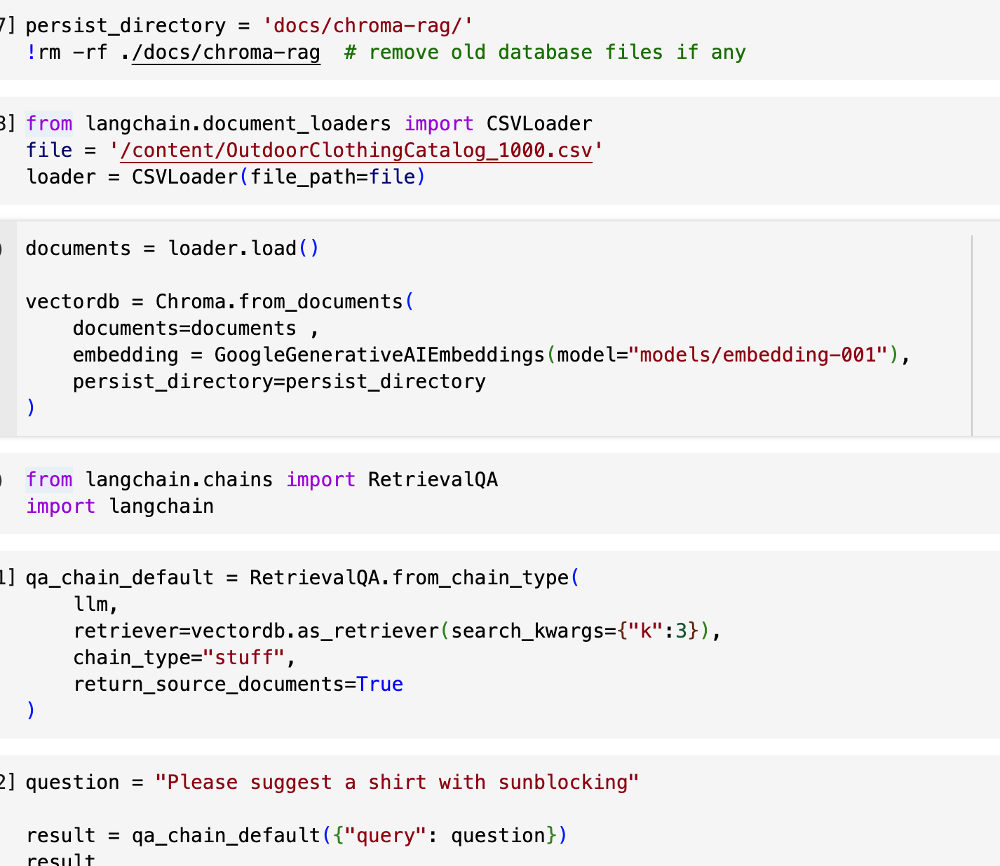 7] persist_directory = 'docs/chroma-rag/'
!rm -rf ./docs/chroma-rag  # remove old database files if any
3] from langchain.document_loaders import CSVLoader
file = '/content/OutdoorClothingCatalog_1000.csv'
loader = CSVLoader(file_path=file)
documents = loader.load()
vectordb = Chroma.from_documents(
    documents=documents ,
    embedding = GoogleGenerativeAIEmbeddings(model="models/embedding-001"),
    persist_directory=persist_directory
)
from langchain.chains import RetrievalQA
import langchain
1] qa_chain_default = RetrievalQA.from_chain_type(
    llm,
    retriever=vectordb.as_retriever(search_kwargs={"k":3}),
    chain_type="stuff",
    return_source_documents=True
)
2] question = "Please suggest a shirt with sunblocking"
result = qa_chain_default({"query": question})
result